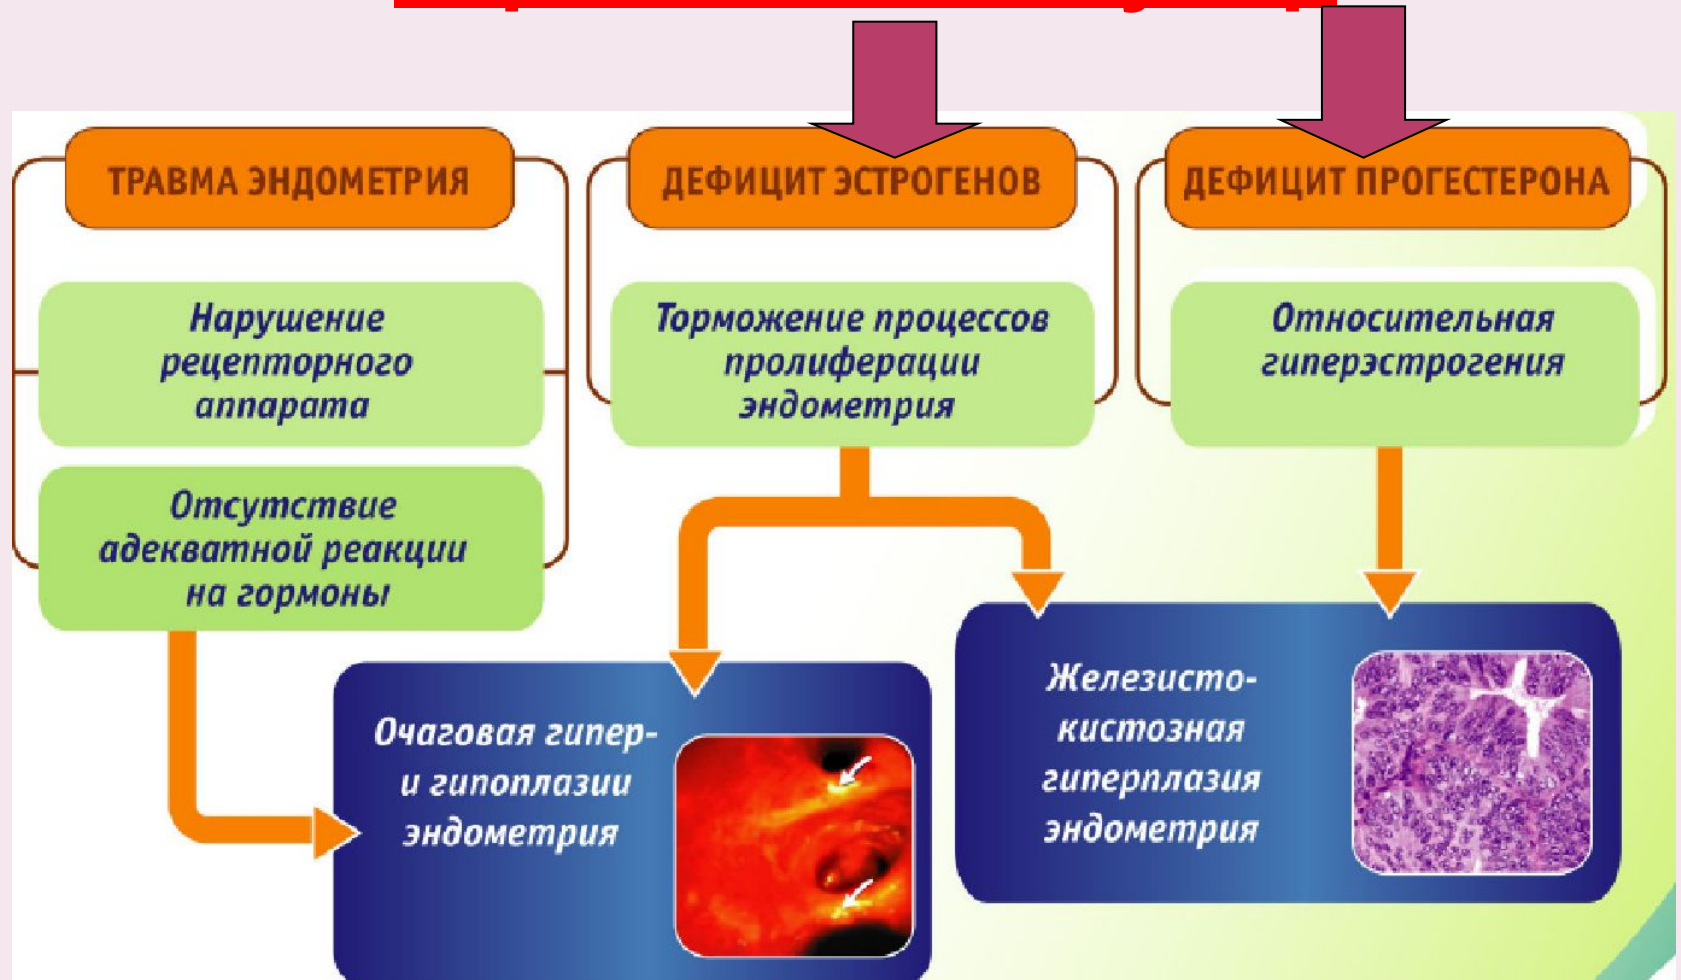 ТРАВМА ЭНДОМЕТРИЯ
Нарушение
рецепторного
аппарата
Отсутствие
адекватной реакции
на гормоны
ДЕФИЦИТ ЭСТРОГЕНОВ
Торможение процессов
пролиферации
эндометрия
ДЕФИЦИТ ПРОГЕСТЕРОНА
Относительная
гиперэстрогения
Очаговая гипер-
и гипоплазии
эндометрия
Железисто-
кистозная
гиперплазия
эндометрия